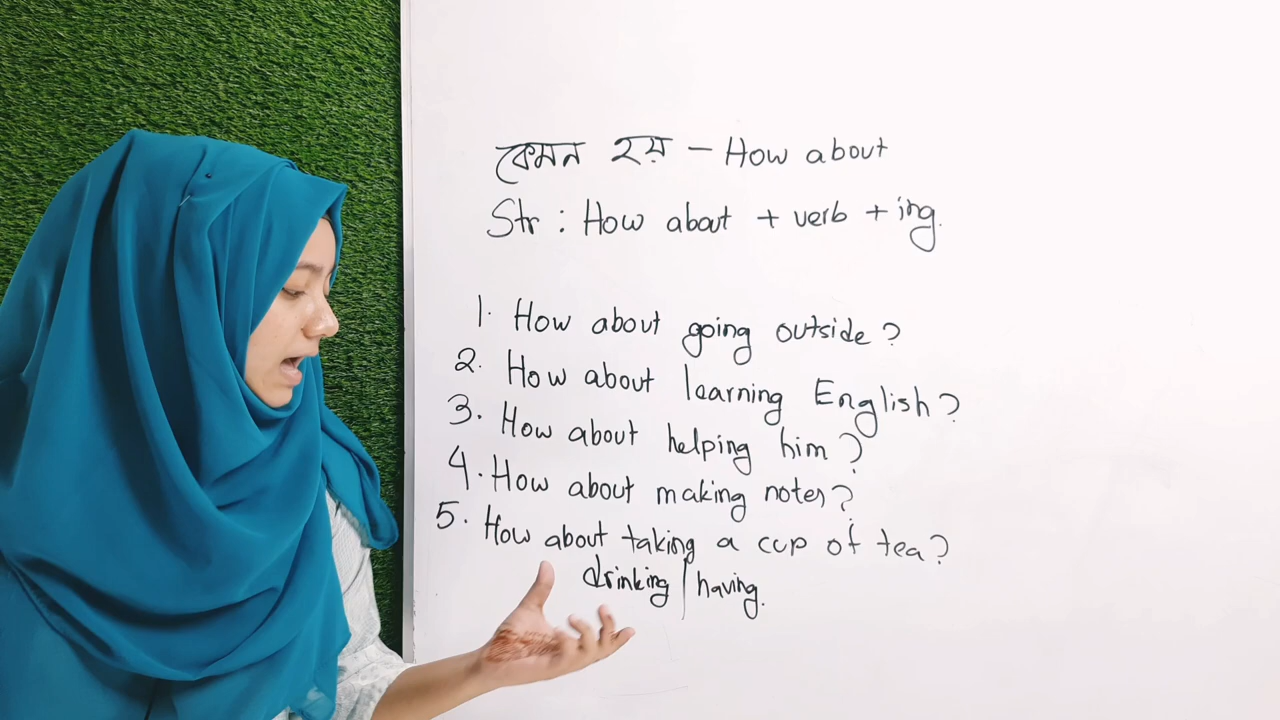 কেমন হয় – How about
Str : How about + verb + ing.
1. How about going outside?
2. How about learning English?
3. How about helping him?
4. How about making notes?
5. How about taking a cup of tea?
drinking / having.